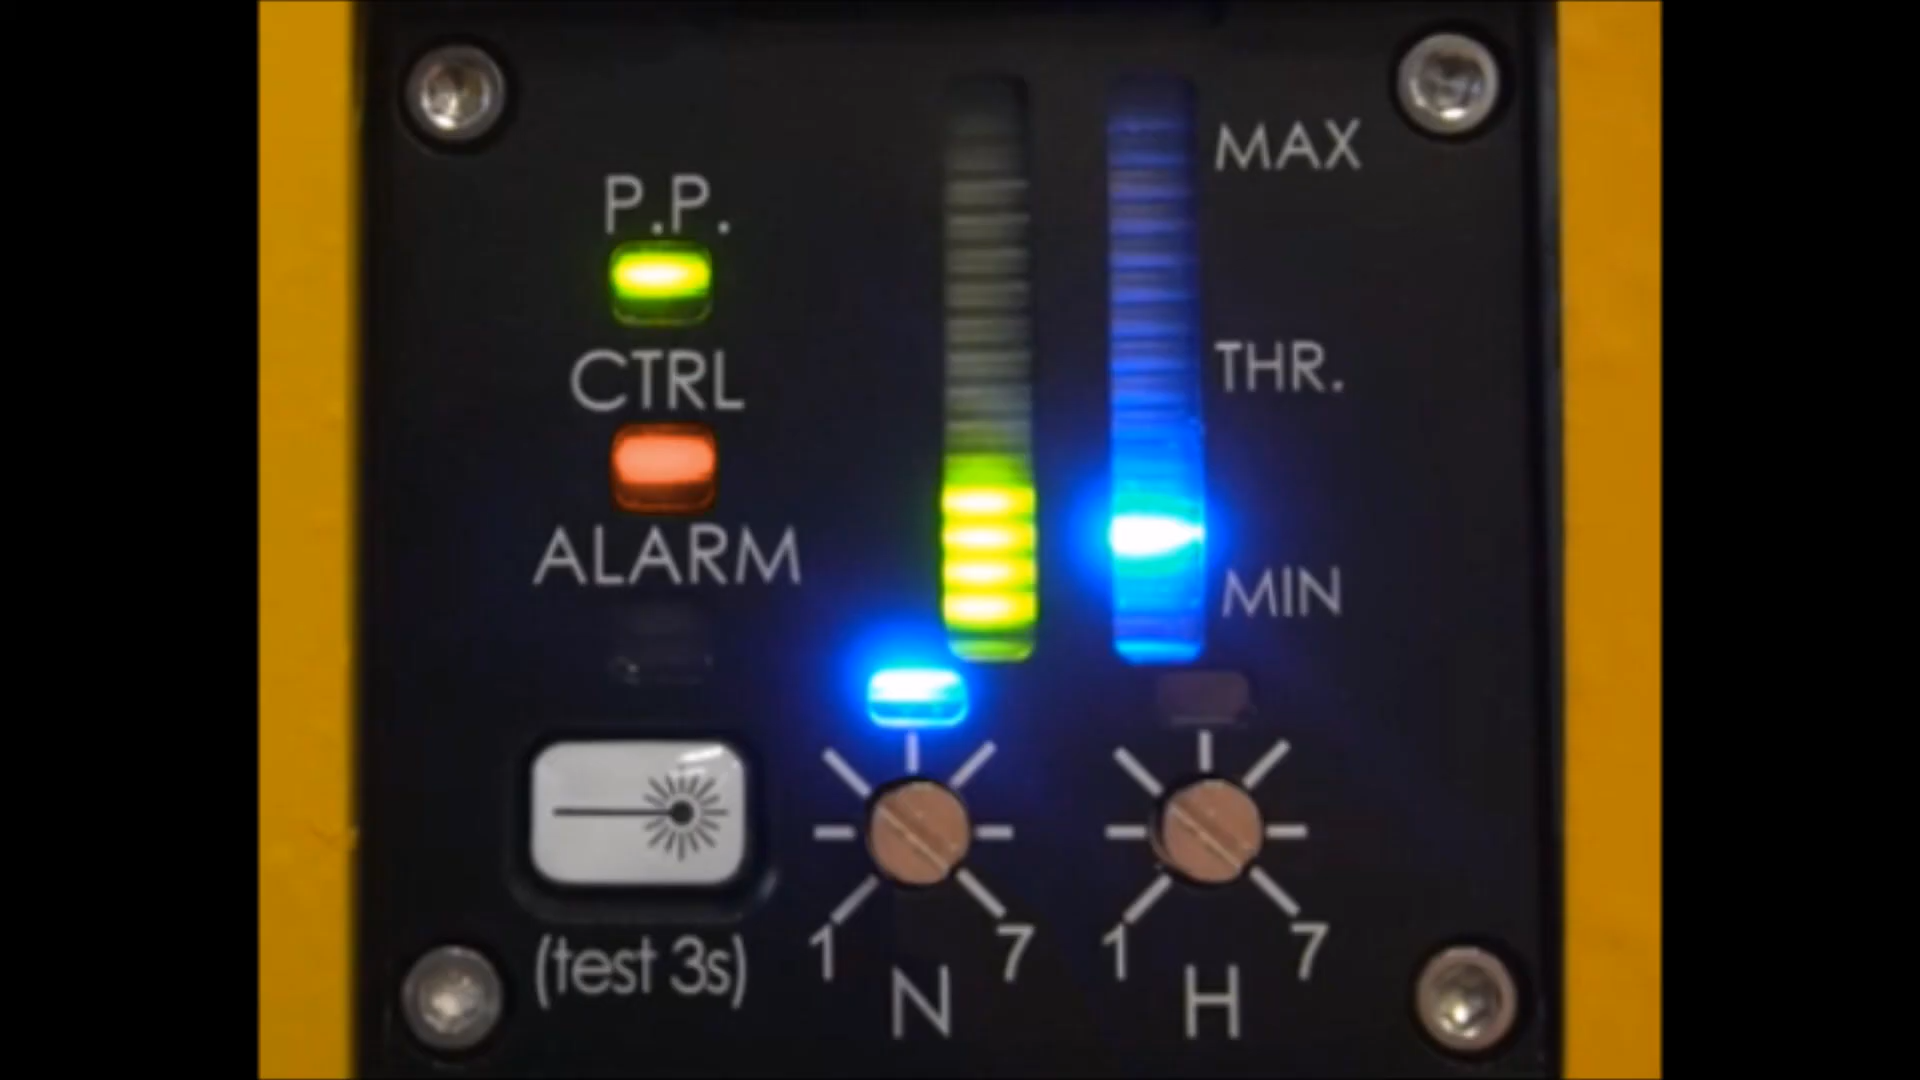 P.P.
CTRL
ALARM
(test 3s)
MAX
THR.
MIN
1 7
N
1 7
H